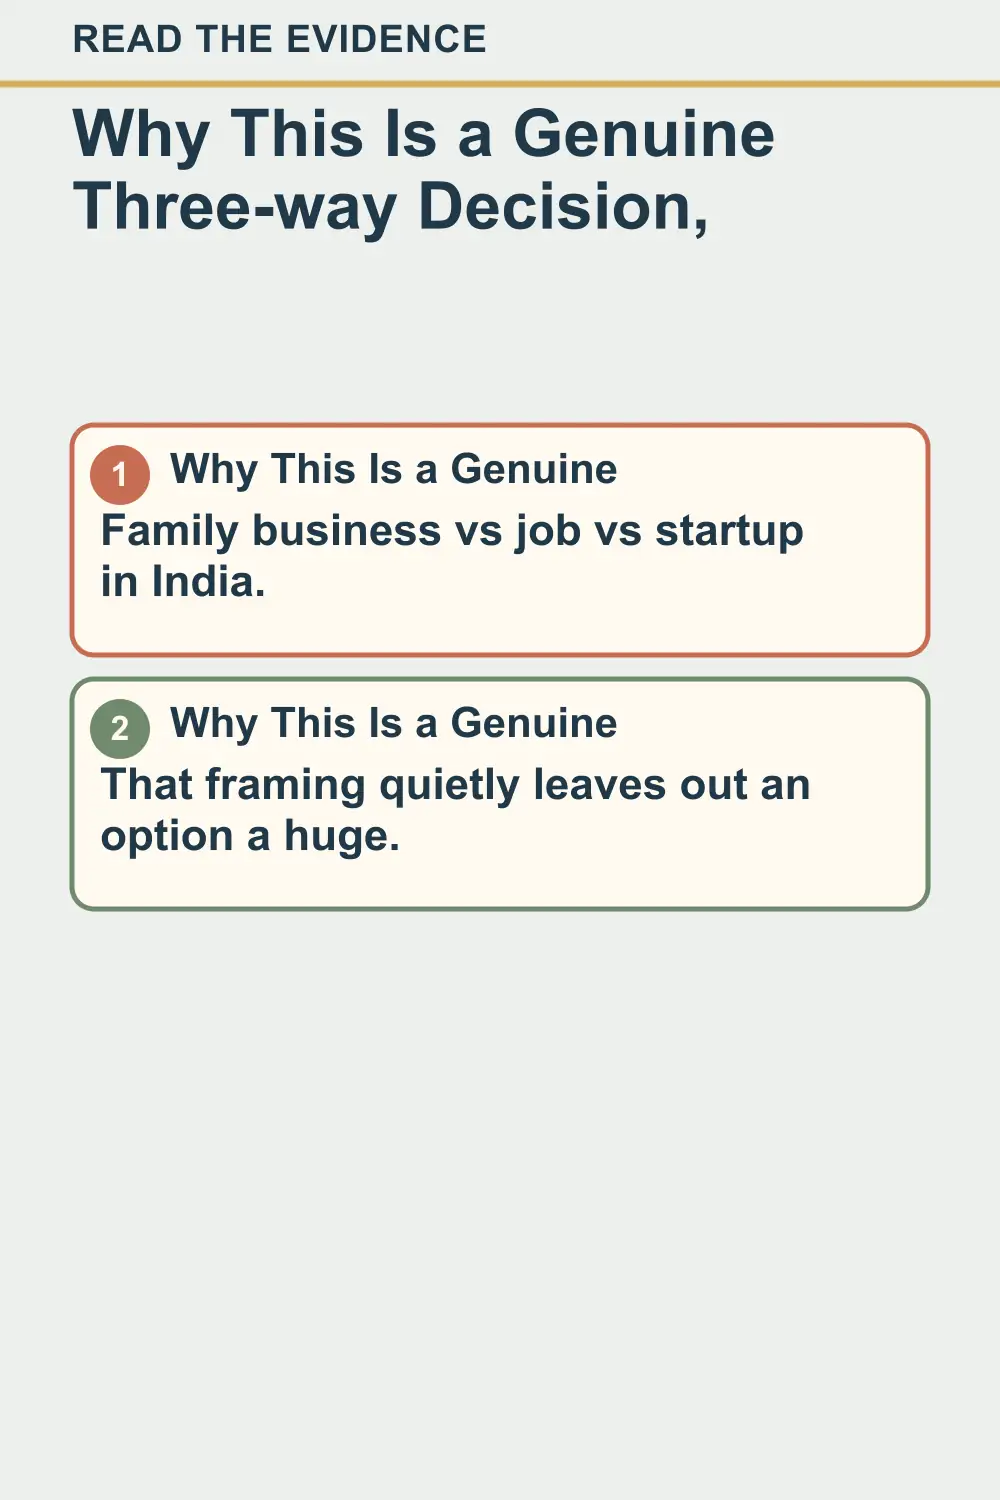 READ THE EVIDENCE
Why This Is a Genuine
Three-way Decision,
1 Why This Is a Genuine
Family business vs job vs startup
in India.
2 Why This Is a Genuine
That framing quietly leaves out an
option a huge.